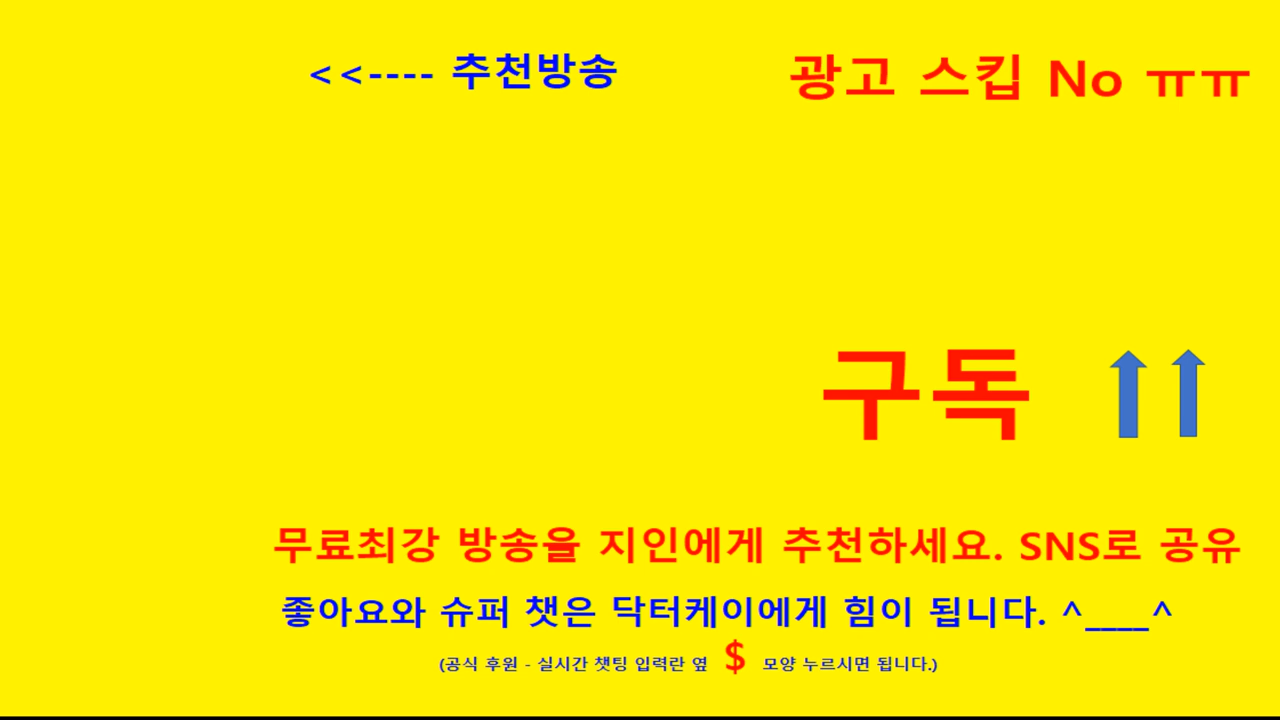 <<---- 추천방송
광고 스킵 No ㅠㅠ
구독
무료최강 방송을 지인에게 추천하세요. SNS로 공유
좋아요와 슈퍼 챗은 닥터케이에게 힘이 됩니다. ^____^
(공식 후원 - 실시간 챗팅 입력란 옆 $ 모양 누르시면 됩니다.)